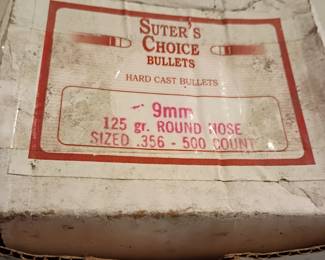 SUTER'S
CHOICE
BULLETS
HARD CAST BULLETS
9mm
125 gr. ROUND NOSE
SIZED .356 - 500 COUNT